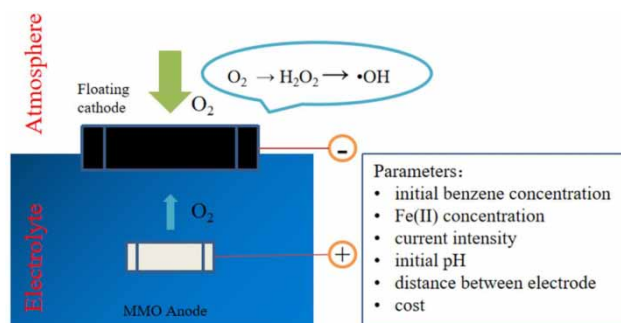 Atmosphere
Floating
cathode
O₂
O₂ → H₂O₂ → •OH
-
Electrolyte
O₂
+
MMO Anode
Parameters:
• initial benzene concentration
• Fe(II) concentration
• current intensity
• initial pH
• distance between electrode
• cost